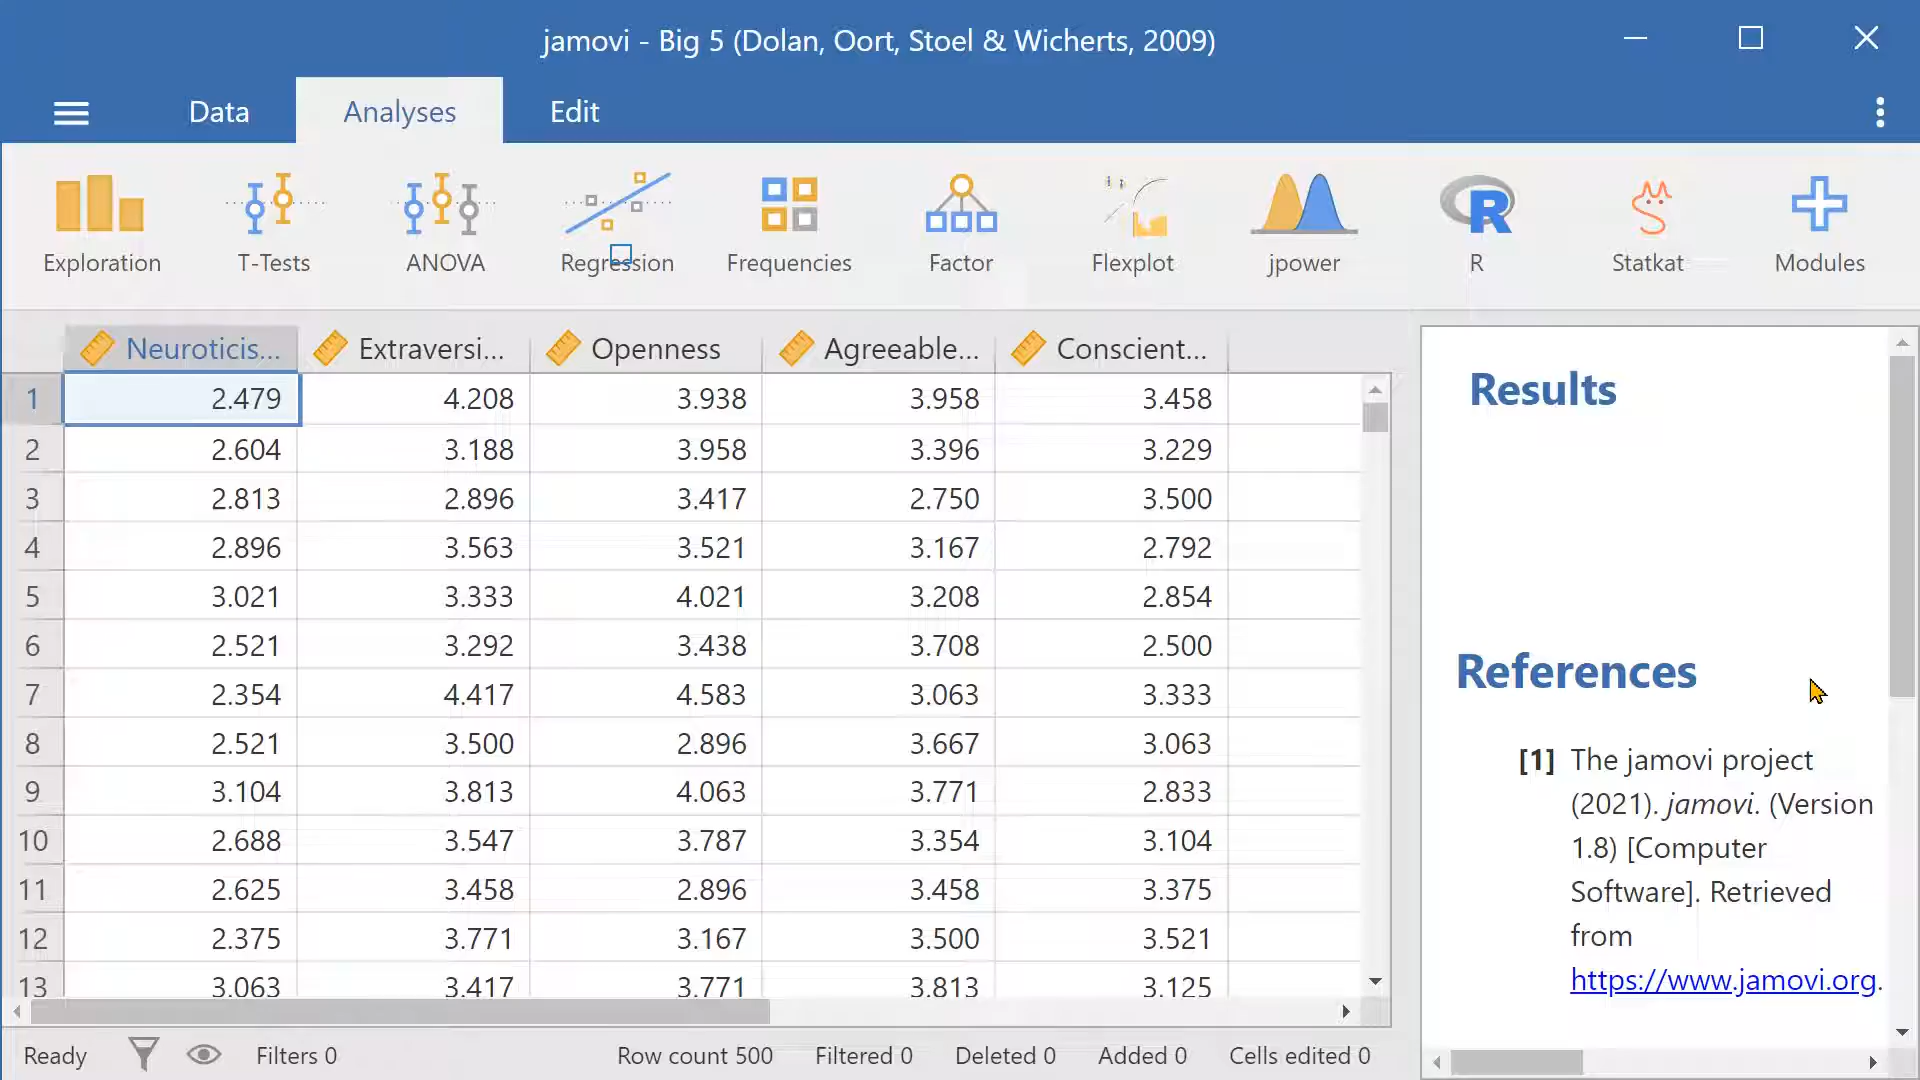 jamovi - Big 5 (Dolan, Oort, Stoel & Wicherts, 2009)
Data Analyses Edit
Exploration T-Tests ANOVA Regression Frequencies Factor Flexplot jpower R Statkat Modules
Neuroticis... Extraversi... Openness Agreeable... Conscient...
1 2.479 4.208 3.938 3.958 3.458
2 2.604 3.188 3.958 3.396 3.229
3 2.813 2.896 3.417 2.750 3.500
4 2.896 3.563 3.521 3.167 2.792
5 3.021 3.333 4.021 3.208 2.854
6 2.521 3.292 3.438 3.708 2.500
7 2.354 4.417 4.583 3.063 3.333
8 2.521 3.500 2.896 3.667 3.063
9 3.104 3.813 4.063 3.771 2.833
10 2.688 3.547 3.787 3.354 3.104
11 2.625 3.458 2.896 3.458 3.375
12 2.375 3.771 3.167 3.500 3.521
13 3.063 3.417 3.771 3.813 3.125
Ready Filters 0 Row count 500 Filtered 0 Deleted 0 Added 0 Cells edited 0
Results
References
[1] The jamovi project
(2021). jamovi. (Version
1.8) [Computer
Software]. Retrieved
from
https://www.jamovi.org.